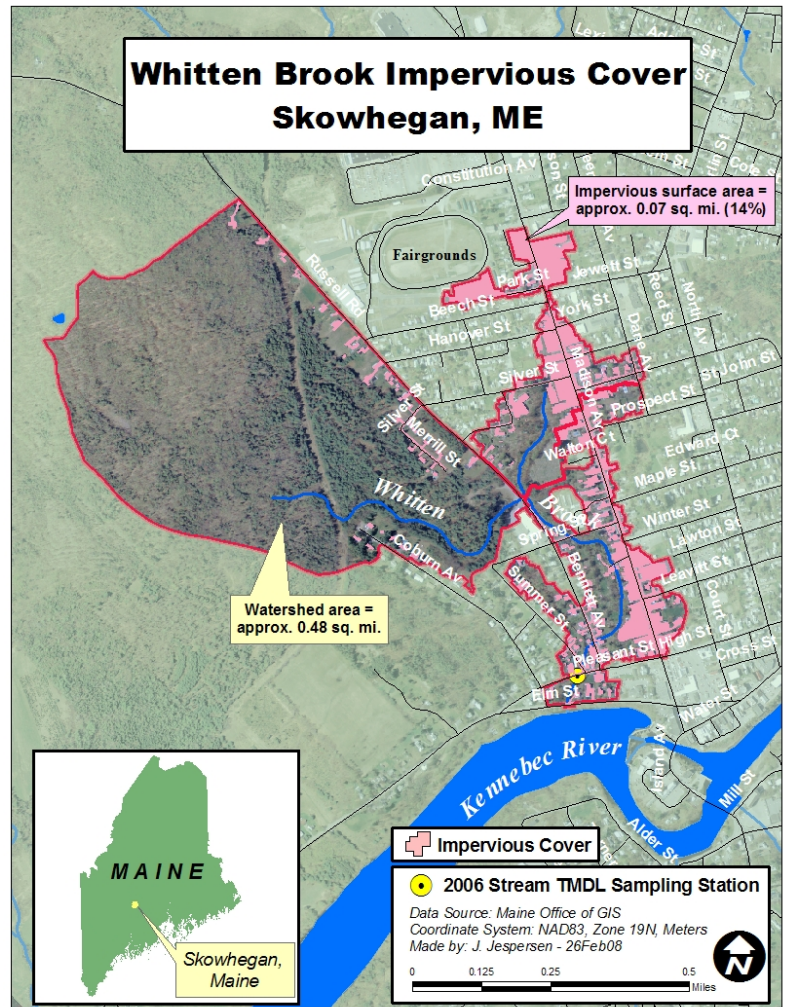 Whitten Brook Impervious Cover
Skowhegan, ME
Constitution Av
Impervious surface area =
approx. 0.07 sq. mi. (14%)
Fairgrounds
Russell Rd
Park St
Jewett St
Beech St
York St
Hanover St
Reed St
North Av
Dane Av
Madison Av
Silver St
St John St
Prospect St
Silver St
Merrill St
Walton Ct
Edward Ct
Maple St
Whitten
Brook
Winter St
Spring
Lawton St
Coburn Av
Bennett Av
Leavitt St
Summer St
Court St
Watershed area =
approx. 0.48 sq. mi.
Pleasant St
High St
Cross St
Elm St
Water St
Kennebec River
Island Av
Mill St
Alder St
MAINE
Skowhegan,
Maine
Impervious Cover
2006 Stream TMDL Sampling Station
Data Source: Maine Office of GIS
Coordinate System: NAD83, Zone 19N, Meters
Made by: J. Jespersen - 26Feb08
N
0 0.125 0.25 0.5
Miles